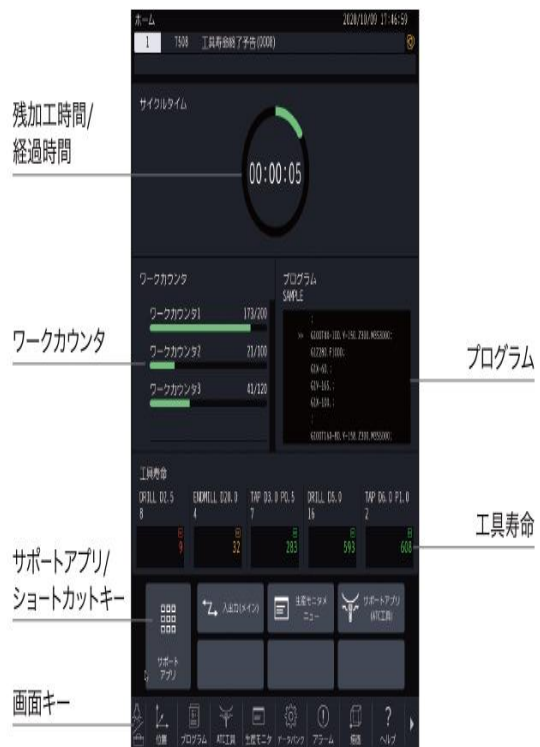 ホーム
2020/10/09 17:46:59
1 T508 工具寿命終了予告(0008)
残加工時間/
経過時間
サイクルタイム
00:00:05
ワークカウンタ
ワークカウンタ
ワークカウンタ1 173/200
ワークカウンタ2 21/100
ワークカウンタ3 41/120
プログラム
SAMPLE
プログラム
工具寿命
DRILL D2.5
8
9
ENDMILL D20.0
4
32
TAP D3.0 P0.5
7
283
DRILL D5.0
16
593
TAP D6.0 P1.0
2
608
工具寿命
サポートアプリ/
ショートカットキー
サポート
アプリ
入出力(メイン)
生産モニタメ
ニュー
サポートアプリ
(ATC工具)
画面キー
位置
プログラム
ATC工具
生産モニタ
データバンク
アラーム
?
ヘルプ